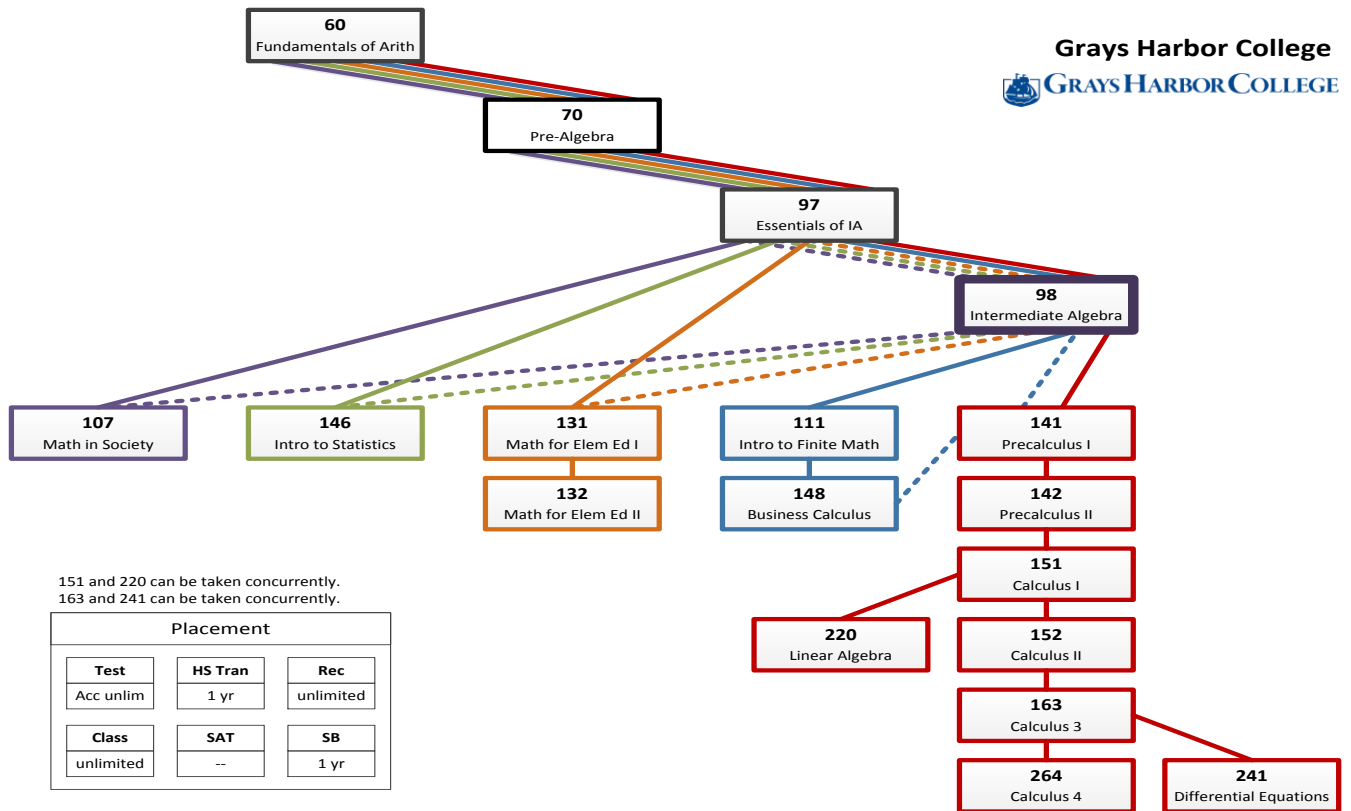 60
Fundamentals of Arith
Grays Harbor College
GRAYS HARBOR COLLEGE
70
Pre-Algebra
97
Essentials of IA
98
Intermediate Algebra
107
Math in Society
146
Intro to Statistics
131
Math for Elem Ed I
111
Intro to Finite Math
141
Precalculus I
132
Math for Elem Ed II
148
Business Calculus
142
Precalculus II
151
Calculus I
220
Linear Algebra
152
Calculus II
163
Calculus 3
264
Calculus 4
241
Differential Equations
151 and 220 can be taken concurrently.
163 and 241 can be taken concurrently.
Placement
Test
Acc unlim
HS Tran
1 yr
Rec
unlimited
Class
unlimited
SAT
--
SB
1 yr